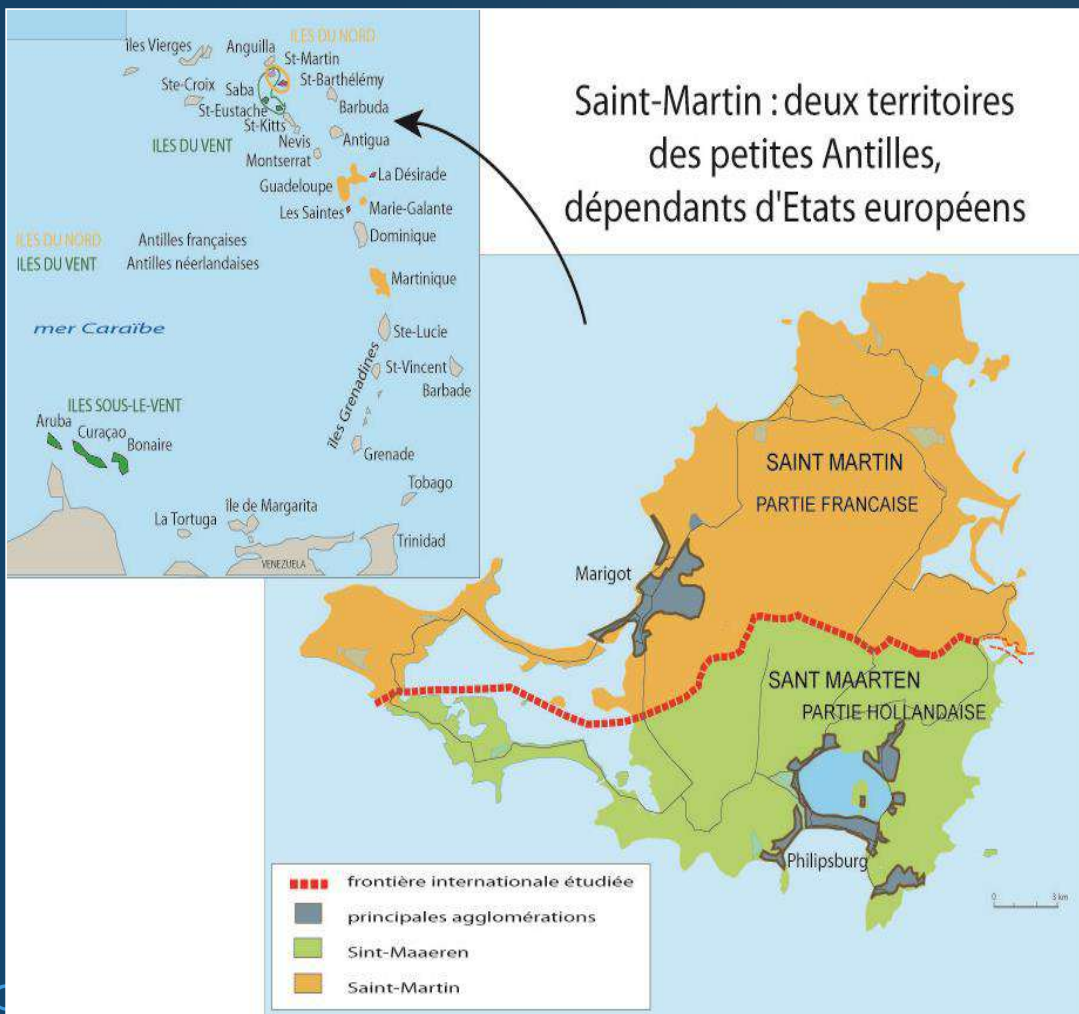 îles Vierges
Anguilla
ILES DU NORD
St-Martin
Ste-Croix
Saba
St-Barthélémy
St-Eustache
Barbuda
St-Kitts
ILES DU VENT
Nevis
Antigua
Montserrat
La Désirade
Guadeloupe
Les Saintes
Marie-Galante
Dominique
ILES DU NORD Antilles françaises
ILES DU VENT Antilles néerlandaises
Martinique
mer Caraïbe
Ste-Lucie
St-Vincent
Barbade
îles Grenadines
ILES SOUS-LE-VENT
Aruba
Curaçao
Bonaire
Grenade
Tobago
île de Margarita
La Tortuga
Trinidad
VENEZUELA
Saint-Martin : deux territoires
des petites Antilles,
dépendants d'Etats européens
SAINT MARTIN
PARTIE FRANCAISE
Marigot
SANT MAARTEN
PARTIE HOLLANDAISE
Philipsburg
frontière internationale étudiée
principales agglomérations
Sint-Maaeren
Saint-Martin
0 3 km